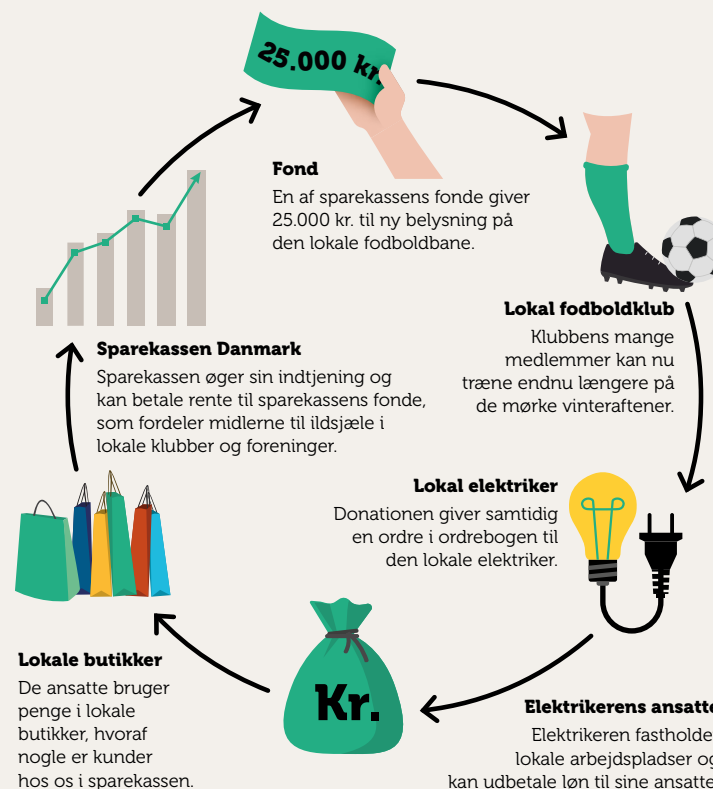 25.000 kr.
Fond
En af sparekassens fonde giver
25.000 kr. til ny belysning på
den lokale fodboldbane.
Lokal fodboldklub
Klubbens mange
medlemmer kan nu
træne endnu længere på
de mørke vinteraftener.
Lokal elektriker
Donationen giver samtidig
en ordre i ordrebogen til
den lokale elektriker.
Elektrikerens ansatte
Elektrikeren fastholde
lokale arbejdspladser og
kan udbetale løn til sine ansatte
Kr.
Lokale butikker
De ansatte bruger
penge i lokale
butikker, hvoraf
nogle er kunder
hos os i sparekassen.
Sparekassen Danmark
Sparekassen øger sin indtjening og
kan betale rente til sparekassens fonde,
som fordeler midlerne til ildsjæle i
lokale klubber og foreninger.